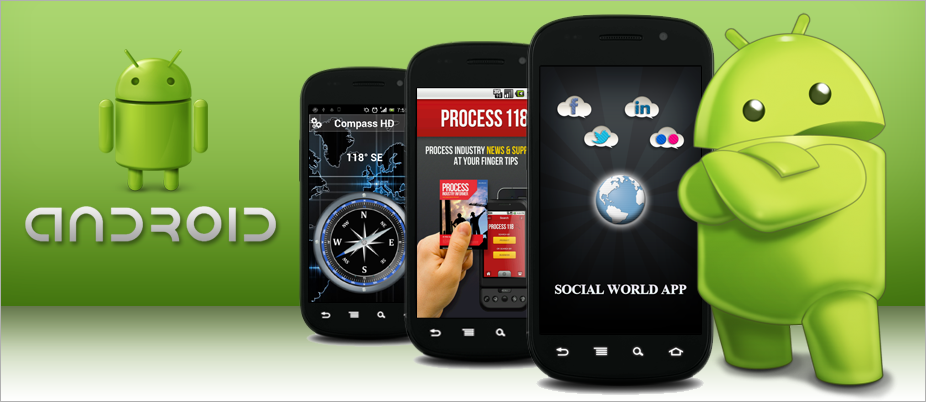 ANDROID
Compass HD
118° SE
N
W
E
S
PROCESS 118
PROCESS INDUSTRY NEWS & SUPP
AT YOUR FINGER TIPS
PROCESS
PROCESS 118
f
in
SOCIAL WORLD APP